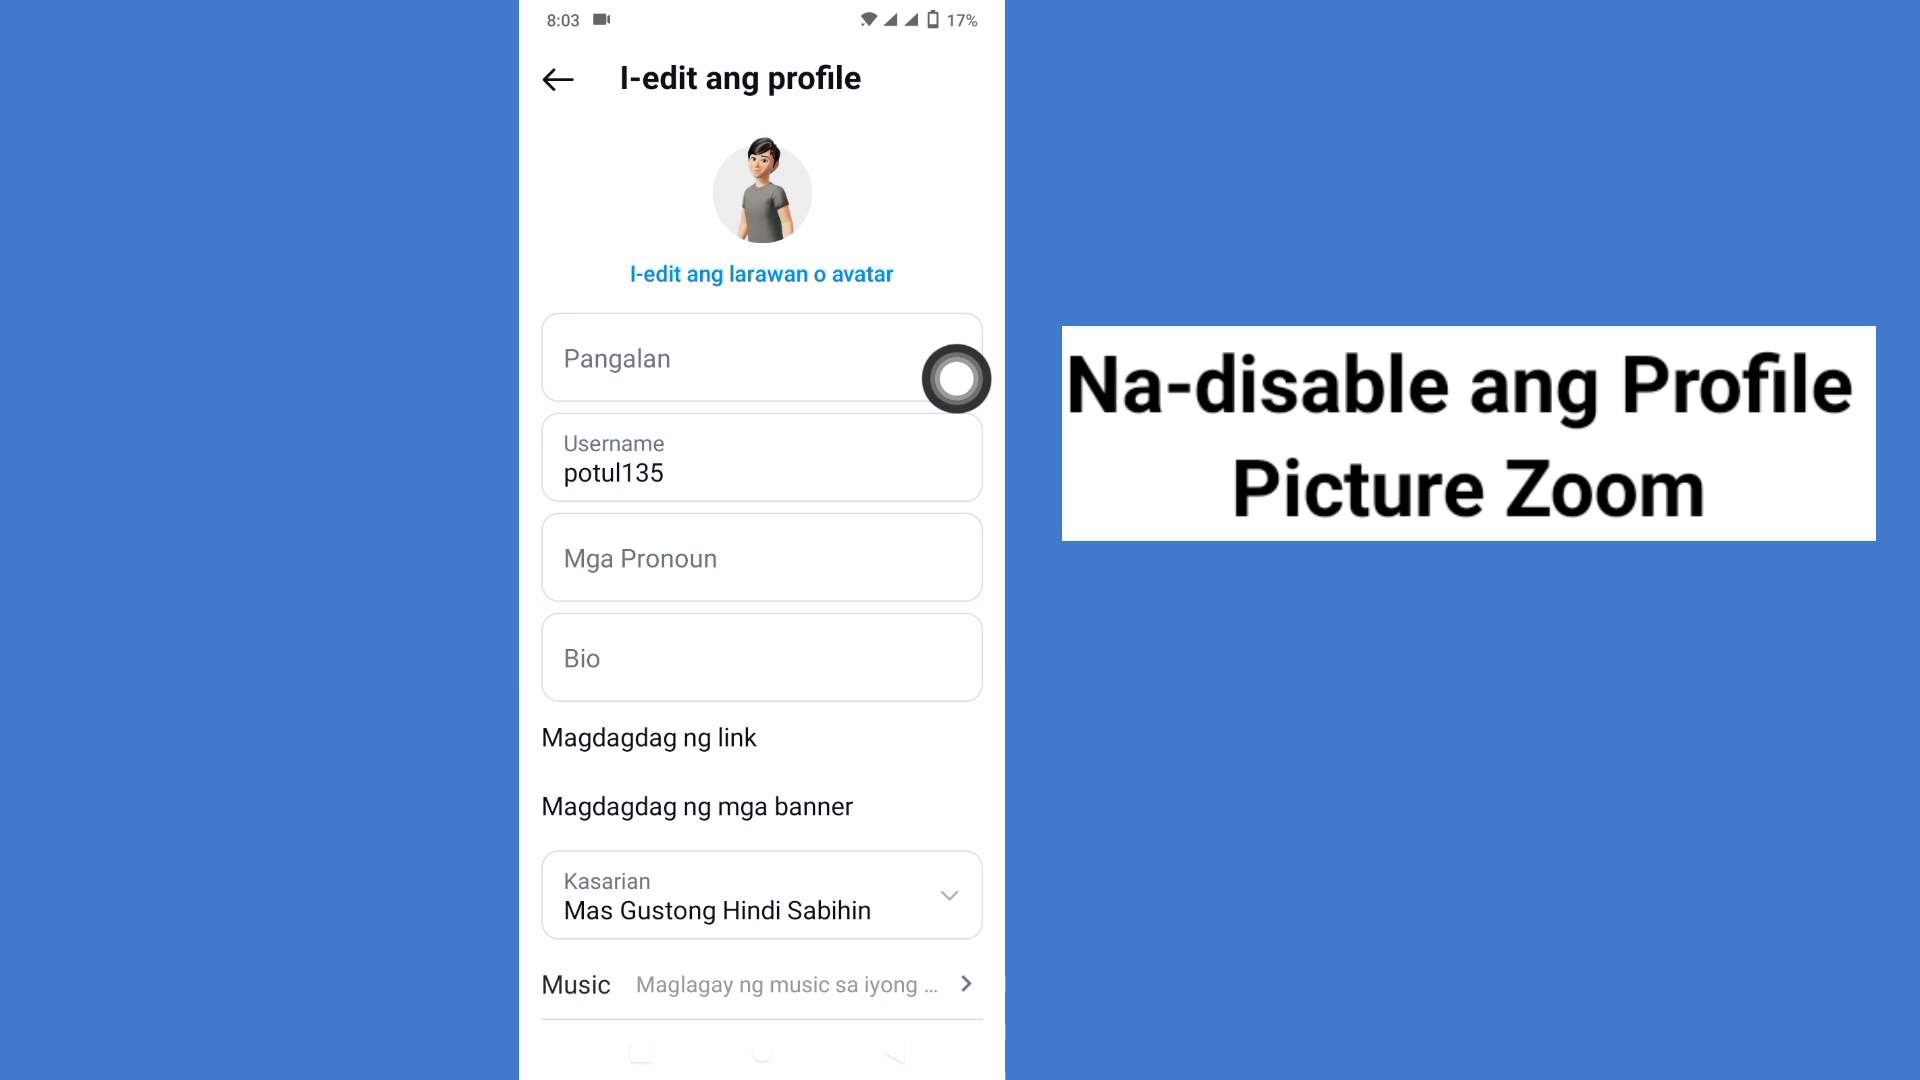 8:03 17%
I-edit ang profile
I-edit ang larawan o avatar
Pangalan
Username
potul135
Mga Pronoun
Bio
Magdagdag ng link
Magdagdag ng mga banner
Kasarian
Mas Gustong Hindi Sabihin
Music Maglagay ng music sa iyong ...
Na-disable ang Profile
Picture Zoom